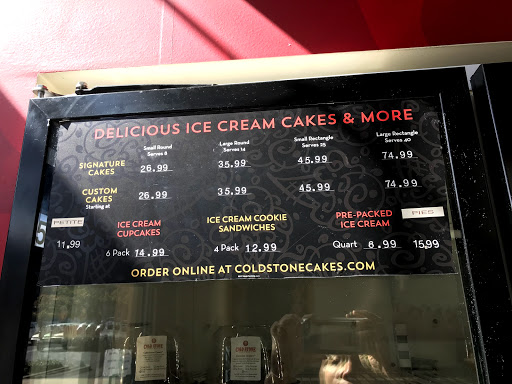 DELICIOUS ICE CREAM CAKES & MORE
Small Round Serves 8 Large Round Serves 14 Small Rectangle Serves 25 Large Rectangle Serves 40
SIGNATURE CAKES 26.99 35.99 45.99 74.99
CUSTOM CAKES Starting at 26.99 35.99 45.99 74.99
PETITE ICE CREAM CUPCAKES ICE CREAM COOKIE SANDWICHES PRE-PACKED ICE CREAM PIES
11.99 6 Pack 14.99 4 Pack 12.99 Quart 8.99 15.99
ORDER ONLINE AT COLDSTONECAKES.COM